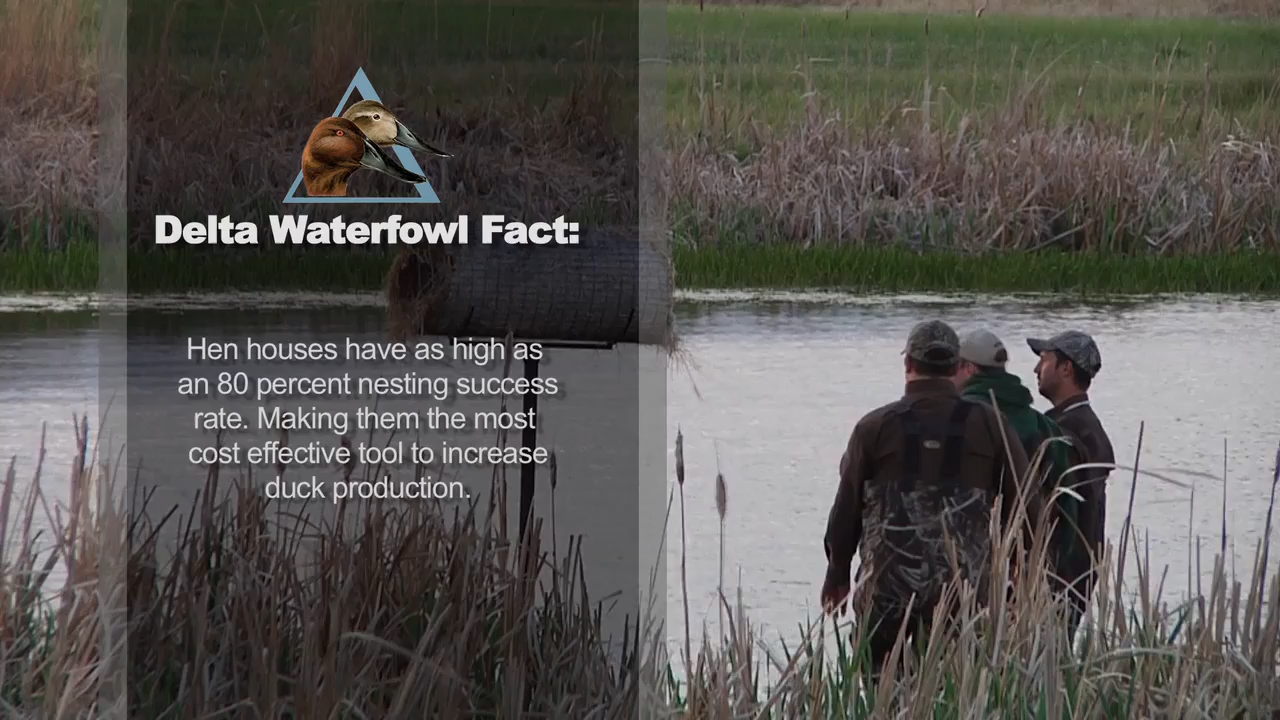 Delta Waterfowl Fact:
Hen houses have as high as
an 80 percent nesting success
rate. Making them the most
cost effective tool to increase
duck production.